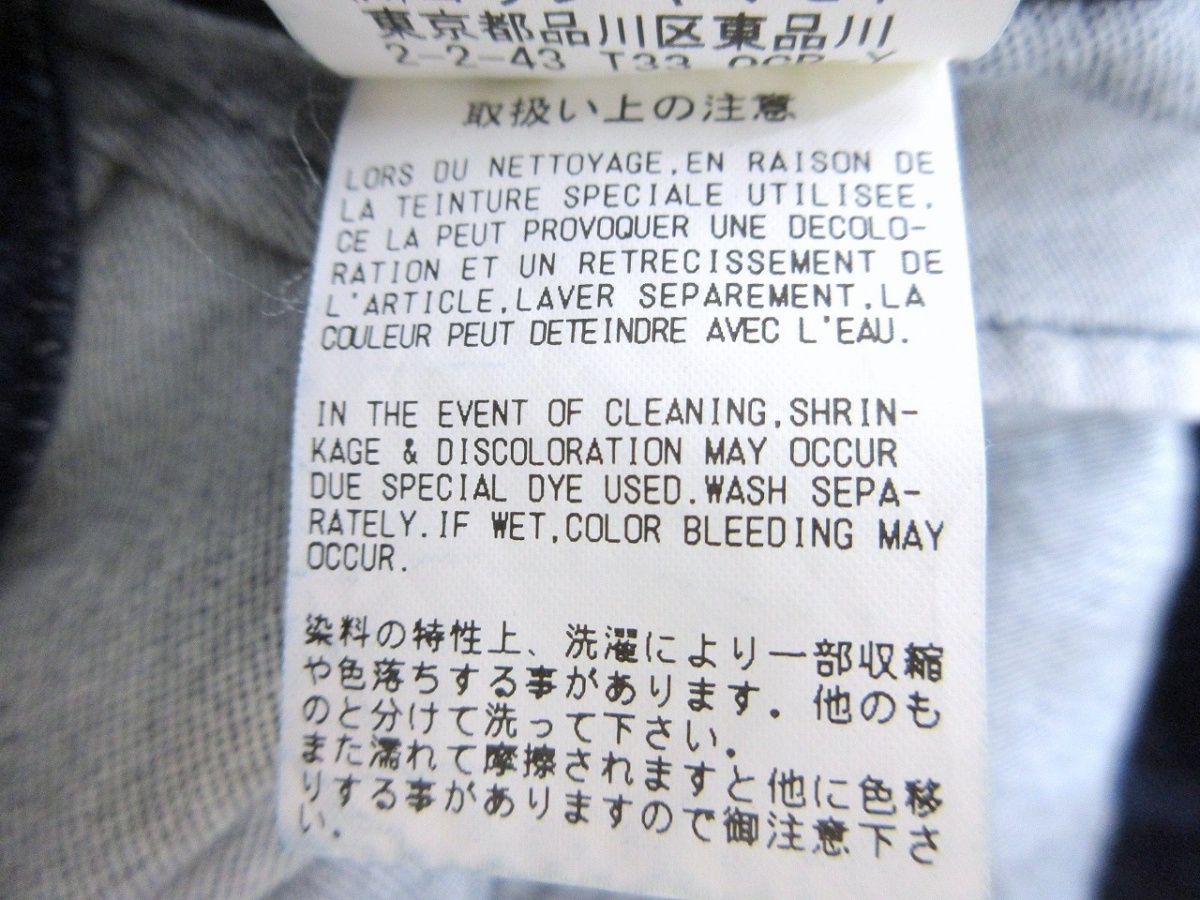 東京都品川区東品川
2-2-43 T33
取扱い上の注意
LORS DU NETTOYAGE,EN RAISON DE
LA TEINTURE SPECIALE UTILISEE,
CE LA PEUT PROVOQUER UNE DECOLO-
RATION ET UN RETRECISSEMENT DE
L'ARTICLE,LAVER SEPAREMENT,LA
COULEUR PEUT DETEINDRE AVEC L'EAU.
IN THE EVENT OF CLEANING,SHRIN-
KAGE & DISCOLORATION MAY OCCUR
DUE SPECIAL DYE USED.WASH SEPA-
RATELY.IF WET,COLOR BLEEDING MAY
OCCUR.
染料の特性上、洗濯により一部収縮
や色落ちする事があります．他のも
のと分けて洗って下さい．
また濡れて摩擦されますと他に色移
りする事がありますので御注意下さ
い．